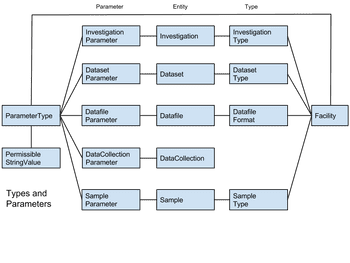 Parameter Entity Type
Investigation
Parameter
Investigation
Investigation
Type
Dataset
Parameter
Dataset
Dataset
Type
ParameterType
Datafile
Parameter
Datafile
Datafile
Format
Facility
Permissible
StringValue
DataCollection
Parameter
DataCollection
Types and
Parameters
Sample
Parameter
Sample
Sample
Type